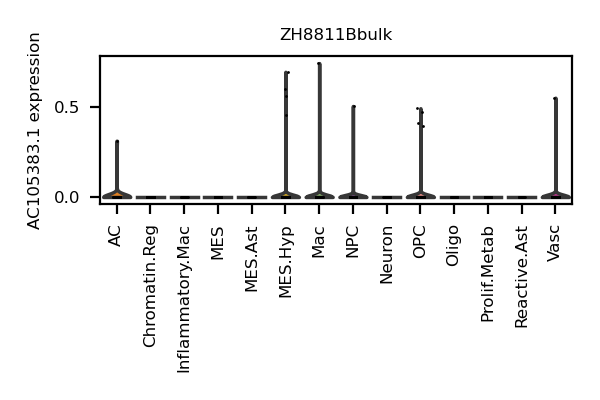 ZH8811Bbulk
AC105383.1 expression
0.5
0.0
AC
Chromatin.Reg
Inflammatory.Mac
MES
MES.Ast
MES.Hyp
Mac
NPC
Neuron
OPC
Oligo
Prolif.Metab
Reactive.Ast
Vasc